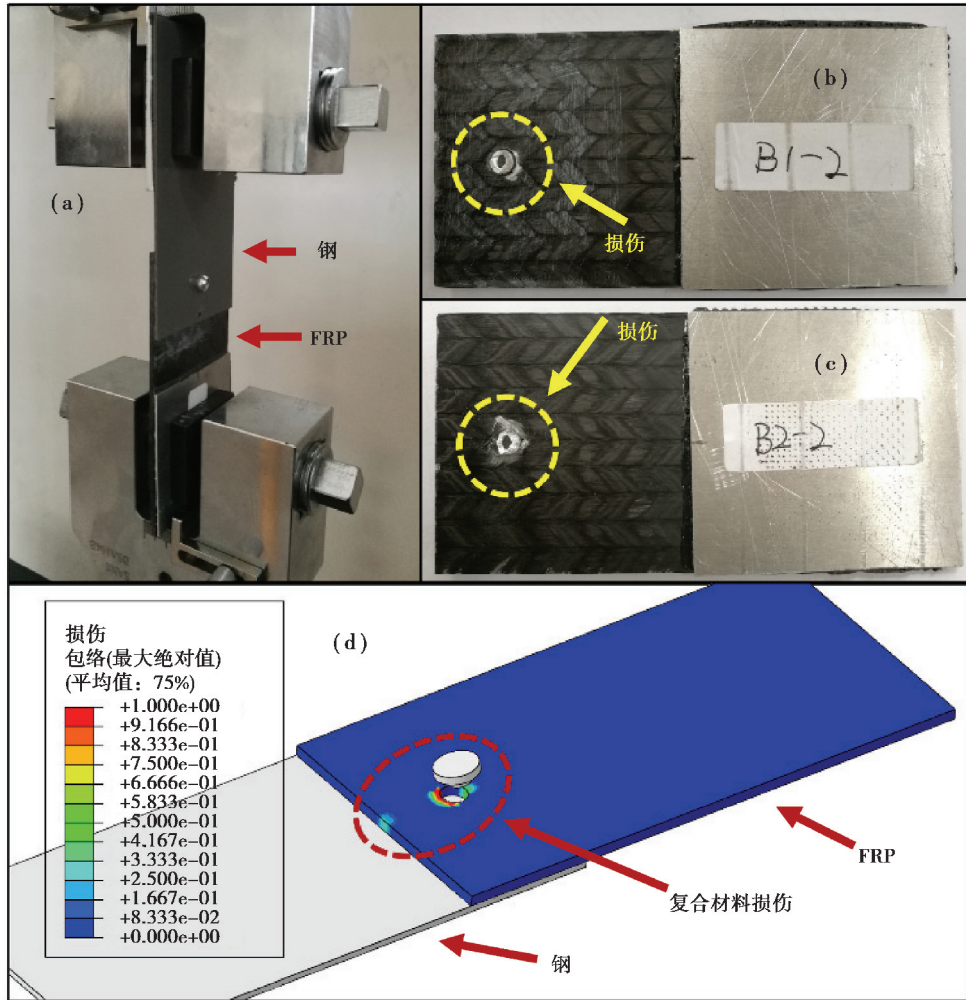 (a)
钢
FRP
(b)
B1-2
损伤
损伤
(c)
B2-2
损伤
包络(最大绝对值)
(平均值：75%)
+1.000e+00
+9.166e-01
+8.333e-01
+7.500e-01
+6.666e-01
+5.833e-01
+5.000e-01
+4.167e-01
+3.333e-01
+2.500e-01
+1.667e-01
+8.333e-02
+0.000e+00
(d)
FRP
复合材料损伤
钢